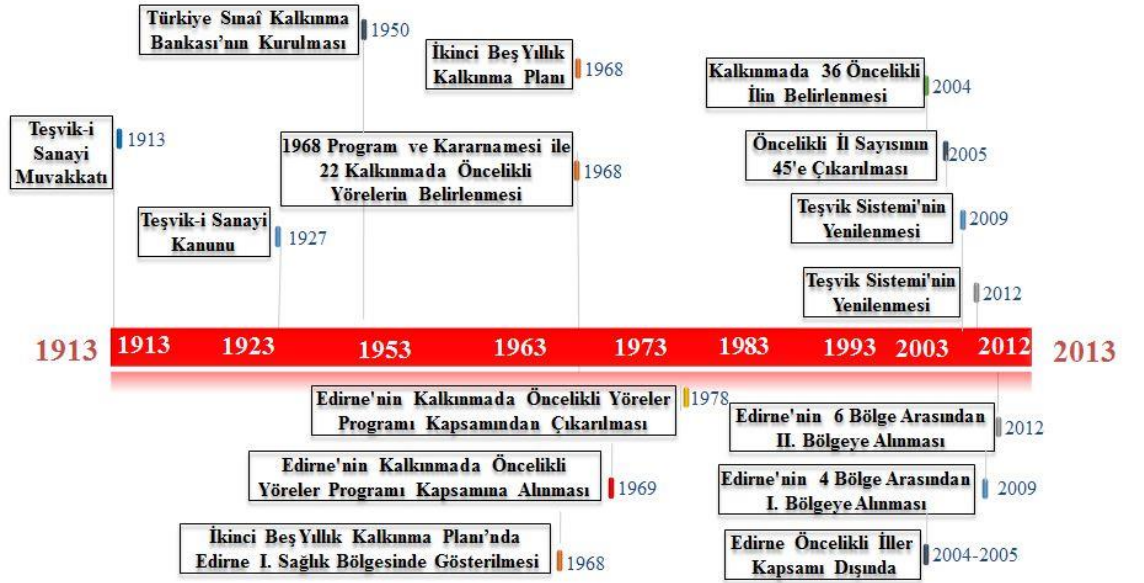 Türkiye Sınaî Kalkınma
Bankası'nın Kurulması
1950
İkinci Beş Yıllık
Kalkınma Planı
1968
Kalkınmada 36 Öncelikli
İlin Belirlenmesi
2004
Teşvik-i
Sanayi
Muvakkatı
1913
1968 Program ve Kararnamesi ile
22 Kalkınmada Öncelikli
Yörelerin Belirlenmesi
1968
Öncelikli İl Sayısının
45'e Çıkarılması
2005
Teşvik-i Sanayi
Kanunu
1927
Teşvik Sistemi'nin
Yenilenmesi
2009
Teşvik Sistemi'nin
Yenilenmesi
2012
1913 1913 1923 1953 1963 1973 1983 1993 2003 2012 2013
Edirne'nin Kalkınmada Öncelikli Yöreler
Programı Kapsamından Çıkarılması
1978
Edirne'nin 6 Bölge Arasından
II. Bölgeye Alınması
2012
Edirne'nin Kalkınmada Öncelikli
Yöreler Programı Kapsamına Alınması
1969
Edirne'nin 4 Bölge Arasından
I. Bölgeye Alınması
2009
İkinci Beş Yıllık Kalkınma Planı'nda
Edirne I. Sağlık Bölgesinde Gösterilmesi
1968
Edirne Öncelikli İller
Kapsamı Dışında
2004-2005